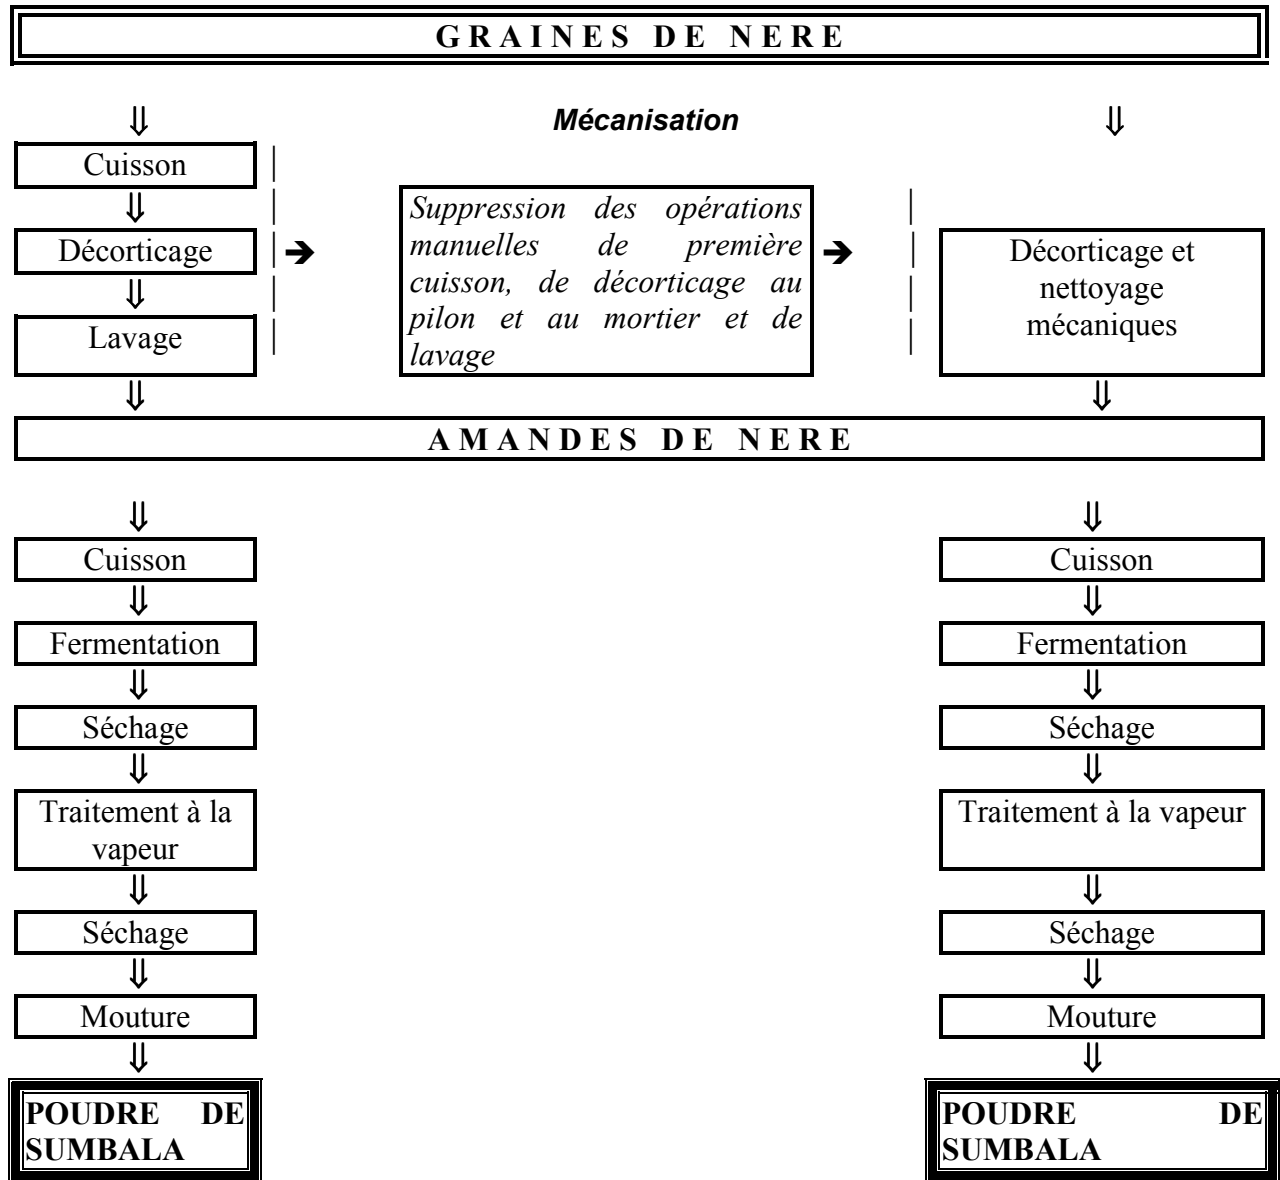 GRAINES DE NERE
Mécanisation
Cuisson
Décorticage
Lavage
Suppression des opérations
manuelles de première
cuisson, de décorticage au
pilon et au mortier et de
lavage
Décorticage et
nettoyage
mécaniques
AMANDES DE NERE
Cuisson
Fermentation
Séchage
Traitement à la
vapeur
Séchage
Mouture
POUDRE DE
SUMBALA
Cuisson
Fermentation
Séchage
Traitement à la vapeur
Séchage
Mouture
POUDRE DE
SUMBALA